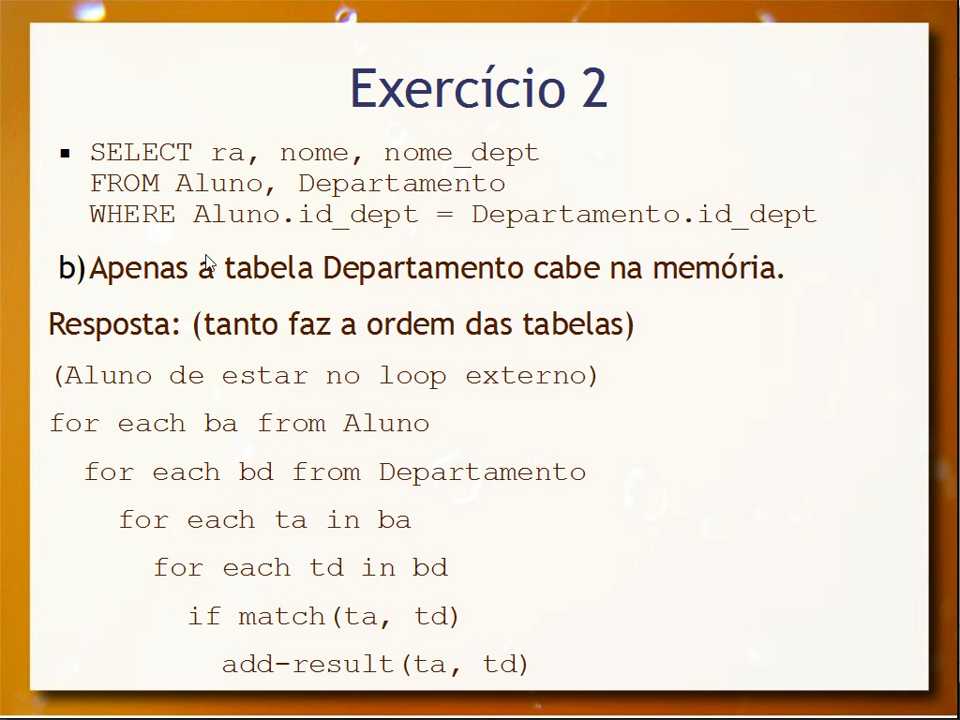 Exercício 2
▪ SELECT ra, nome, nome_dept
FROM Aluno, Departamento
WHERE Aluno.id_dept = Departamento.id_dept
b) Apenas a tabela Departamento cabe na memória.
Resposta: (tanto faz a ordem das tabelas)
(Aluno de estar no loop externo)
for each ba from Aluno
for each bd from Departamento
for each ta in ba
for each td in bd
if match(ta, td)
add-result(ta, td)